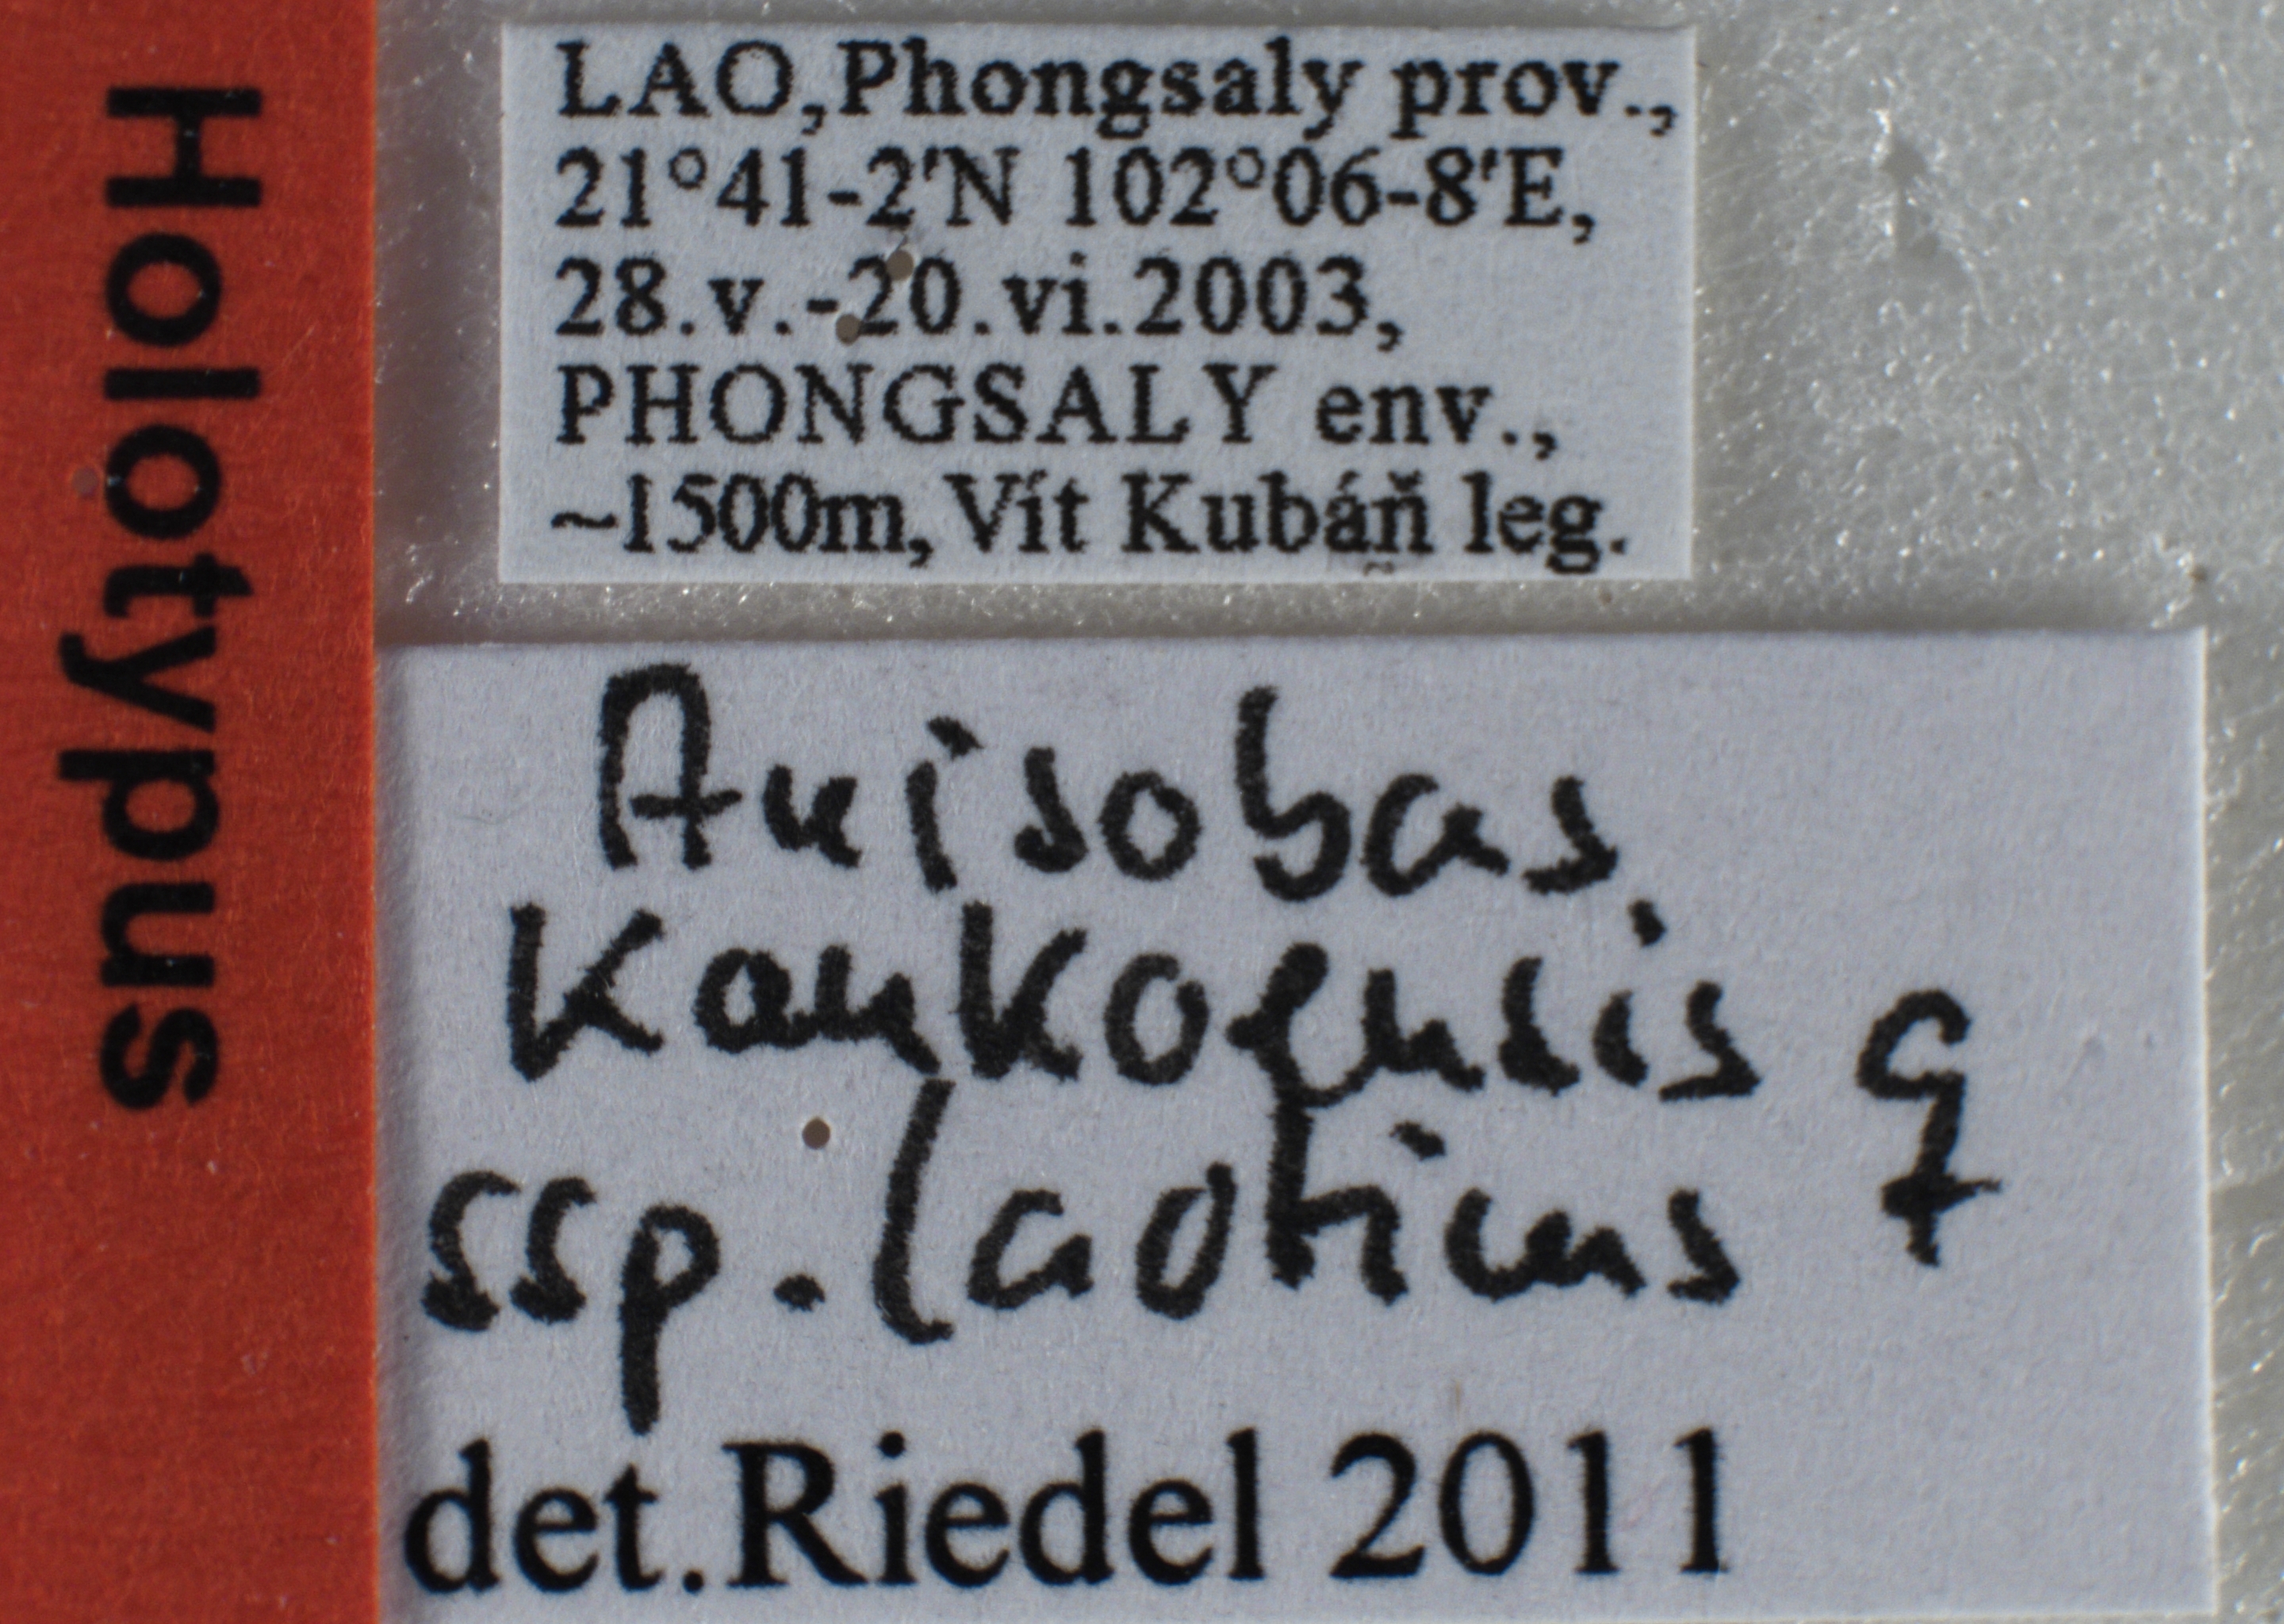 Holotypus
LAO, Phongsaly prov.,
21°41-2'N 102°06-8'E,
28.v.-20.vi.2003,
PHONGSALY env.,
~1500m, Vít Kubáň leg.
Anisobas
kankoensis ♀
ssp. laoticus
det. Riedel 2011